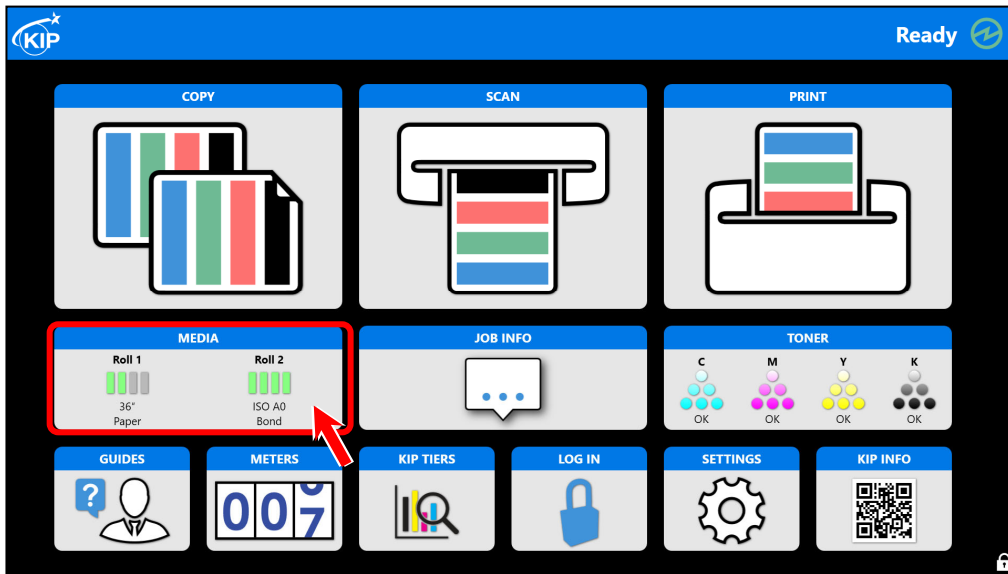 KIP
Ready
COPY
SCAN
PRINT
MEDIA
Roll 1
Roll 2
36"
Paper
ISO A0
Bond
JOB INFO
TONER
C M Y K
OK OK OK OK
GUIDES
METERS
KIP TIERS
LOG IN
SETTINGS
KIP INFO
?
007